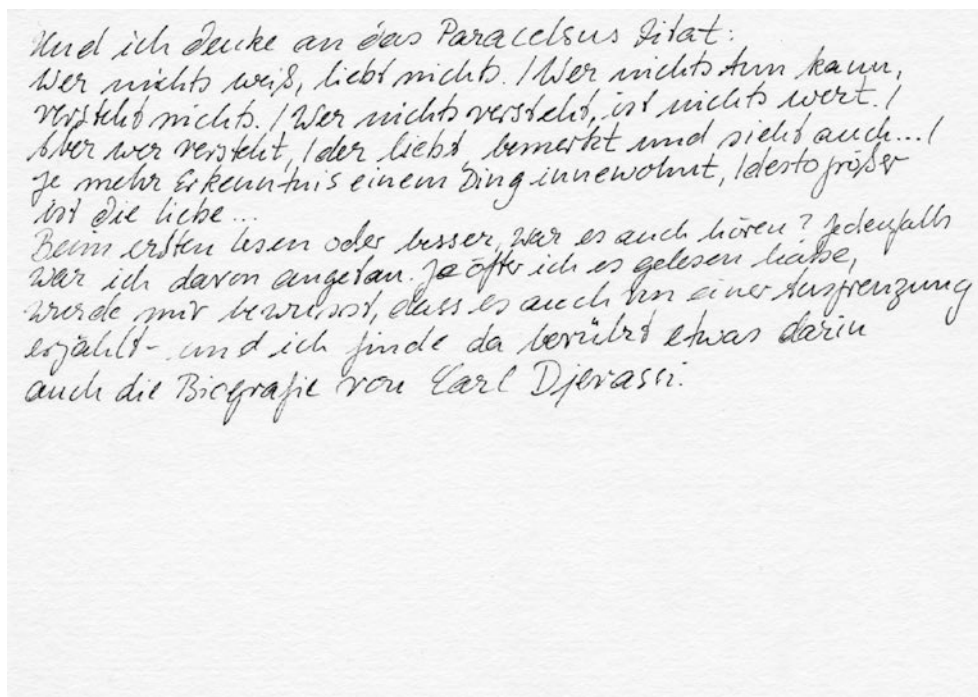 Und ich denke an das Paracelsus Zitat:
Wer nichts weiß, liebt nichts. / Wer nichts tun kann,
versteht nichts. / Wer nichts versteht, ist nichts wert. /
Aber wer versteht, / der liebt, bemerkt und sieht auch... /
Je mehr Erkenntnis einem Ding innewohnt, / desto größer
ist die Liebe...
Beim ersten Lesen oder besser, war es auch hören? Jedenfalls
war ich davon angetan. Je öfter ich es gelesen habe,
wurde mir bewusst, dass es auch von einer Ausgrenzung
erzählt - und ich finde da berührt etwas darin
auch die Biografie von Carl Djerassi.